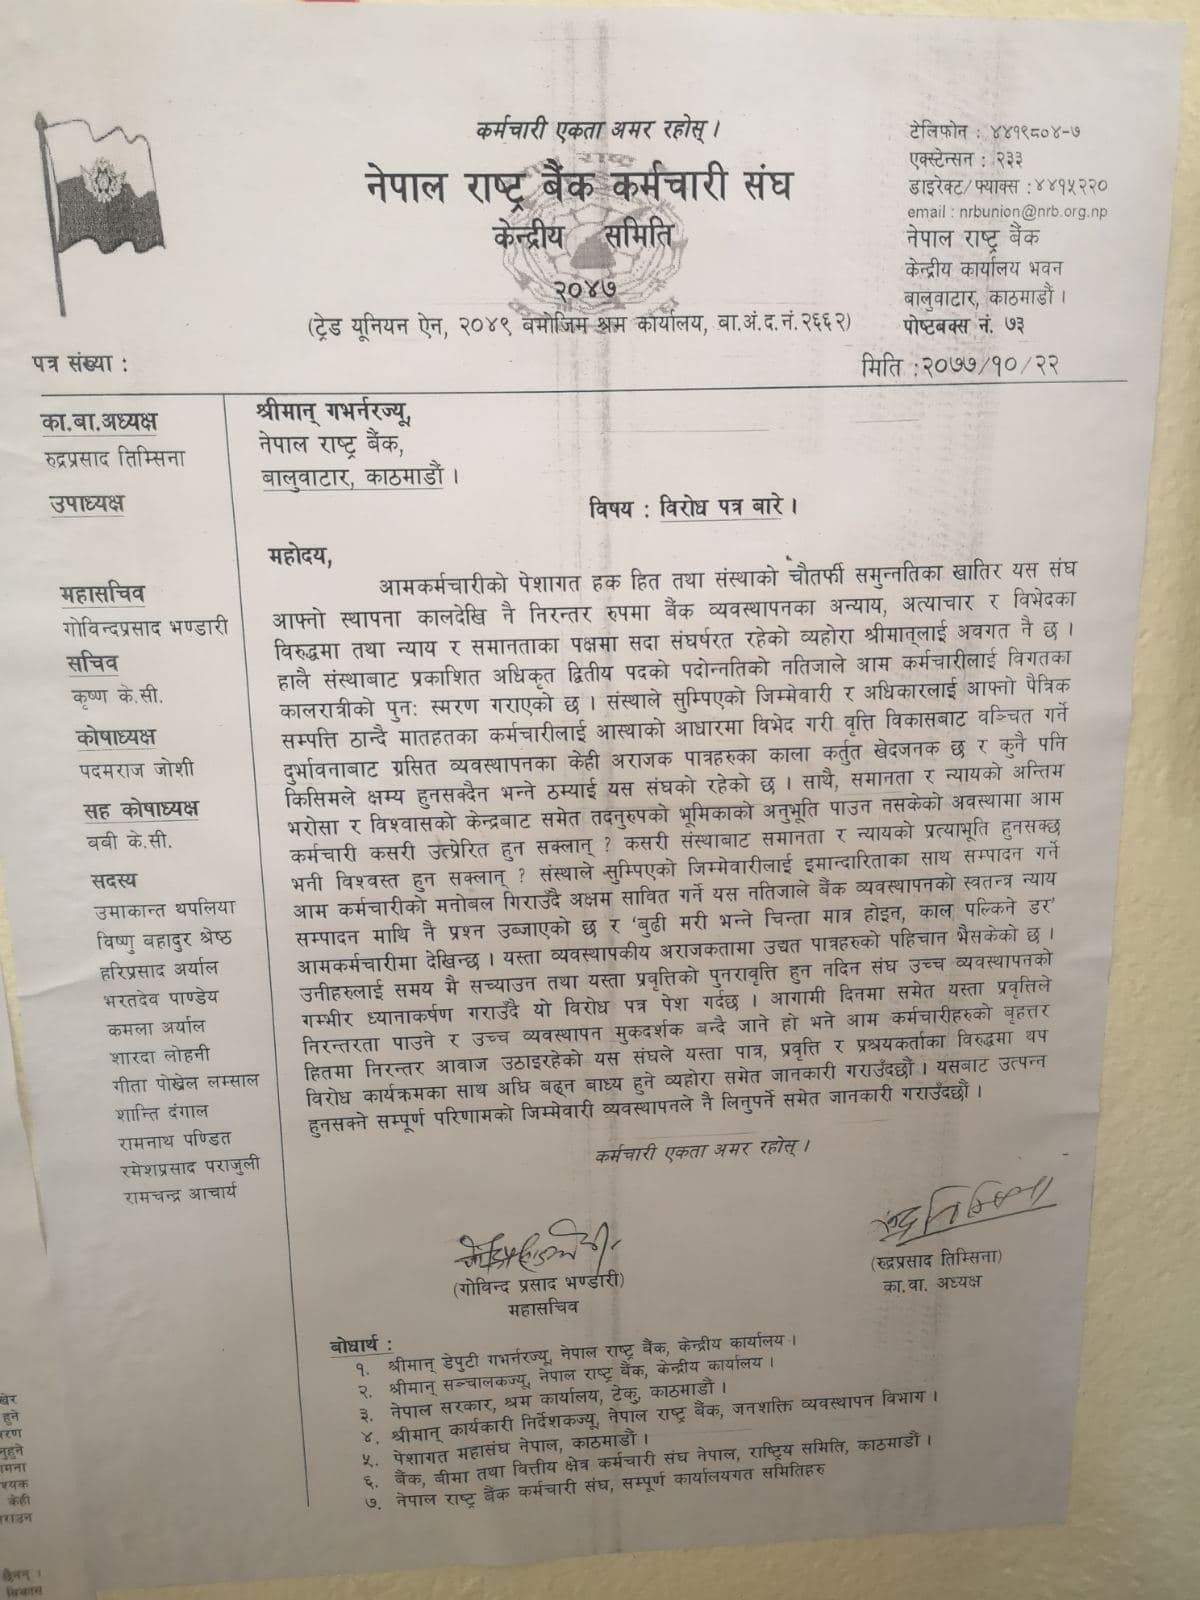 कर्मचारी एकता अमर रहोस् ।
नेपाल राष्ट्र बैंक कर्मचारी संघ
केन्द्रीय समिति
२०४७
(ट्रेड यूनियन ऐन, २०४९ बमोजिम श्रम कार्यालय, बा.अं.द.नं.२६६२)
टेलिफोन : ४४१९८०४-७
एक्स्टेन्सन : २३३
डाइरेक्ट/फ्याक्स :४४१५२२०
email : nrbunion@nrb.org.np
नेपाल राष्ट्र बैंक
केन्द्रीय कार्यालय भवन
बालुवाटार, काठमाडौं ।
पोष्टबक्स नं. ७३
पत्र संख्या :
मिति :२०७७/१०/२२
का.बा.अध्यक्ष
रुद्रप्रसाद तिम्सिना
उपाध्यक्ष
महासचिव
गोविन्दप्रसाद भण्डारी
सचिव
कृष्ण के.सी.
कोषाध्यक्ष
पदमराज जोशी
सह कोषाध्यक्ष
बबी के.सी.
सदस्य
उमाकान्त थपलिया
विष्णु बहादुर श्रेष्ठ
हरिप्रसाद अर्याल
भरतदेव पाण्डेय
कमला अर्याल
शारदा लोहनी
गीता पोखेल लम्साल
शान्ति दंगाल
रामनाथ पण्डित
रमेशप्रसाद पराजुली
रामचन्द्र आचार्य
श्रीमान् गभर्नरज्यू,
नेपाल राष्ट्र बैंक,
बालुवाटार, काठमाडौं ।
विषय : विरोध पत्र बारे ।
महोदय,
आमकर्मचारीको पेशागत हक हित तथा संस्थाको चौतर्फी समुन्नतिका खातिर यस संघ
आफ्नो स्थापना कालदेखि नै निरन्तर रुपमा बैंक व्यवस्थापनका अन्याय, अत्याचार र विभेदका
विरुद्धमा तथा न्याय र समानताका पक्षमा सदा संघर्षरत रहेको व्यहोरा श्रीमान्‌लाई अवगत नै छ ।
हालै संस्थाबाट प्रकाशित अधिकृत द्वितीय पदको पदोन्नतिको नतिजाले आम कर्मचारीलाई विगतका
कालरात्रीको पुनः स्मरण गराएको छ । संस्थाले सुम्पिएको जिम्मेवारी र अधिकारलाई आफ्नो पैत्रिक
सम्पत्ति ठान्दै मातहतका कर्मचारीलाई आस्थाको आधारमा विभेद गरी वृत्ति विकासबाट वञ्चित गर्ने
दुर्भावनाबाट ग्रसित व्यवस्थापनका केही अराजक पात्रहरुका काला कर्तुत खेदजनक छ र कुनै पनि
किसिमले क्षम्य हुनसक्दैन भन्ने ठम्याई यस संघको रहेको छ । साथै, समानता र न्यायको अन्तिम
भरोसा र विश्वासको केन्द्रबाट समेत तदनुरुपको भूमिकाको अनुभूति पाउन नसकेको अवस्थामा आम
कर्मचारी कसरी उत्प्रेरित हुन सक्लान् ? कसरी संस्थाबाट समानता र न्यायको प्रत्याभूति हुनसक्छ
भनी विश्वस्त हुन सक्लान् ? संस्थाले सुम्पिएको जिम्मेवारीलाई इमान्दारिताका साथ सम्पादन गर्ने
आम कर्मचारीको मनोबल गिराउँदै अक्षम सावित गर्ने यस नतिजाले बैंक व्यवस्थापनको स्वतन्त्र न्याय
सम्पादन माथि नै प्रश्न उब्जाएको छ र 'बुढी मरी भन्ने चिन्ता मात्र होइन, काल पल्किने डर'
आमकर्मचारीमा देखिन्छ । यस्ता व्यवस्थापकीय अराजकतामा उद्यत पात्रहरुको पहिचान भैसकेको छ ।
उनीहरुलाई समय मै सच्याउन तथा यस्ता प्रवृत्तिको पुनरावृत्ति हुन नदिन संघ उच्च व्यवस्थापनको
गम्भीर ध्यानाकर्षण गराउँदै यो विरोध पत्र पेश गर्दछ । आगामी दिनमा समेत यस्ता प्रवृत्तिले
निरन्तरता पाउने र उच्च व्यवस्थापन मुकदर्शक बन्दै जाने हो भने आम कर्मचारीहरुको बृहत्तर
हितमा निरन्तर आवाज उठाइरहेको यस संघले यस्ता पात्र, प्रवृत्ति र प्रश्रयकर्ताका विरुद्धमा थप
विरोध कार्यक्रमका साथ अघि बढ्न बाध्य हुने व्यहोरा समेत जानकारी गराउँदछौं । यसबाट उत्पन्न
हुनसक्ने सम्पूर्ण परिणामको जिम्मेवारी व्यवस्थापनले नै लिनुपर्ने समेत जानकारी गराउँदछौं ।
कर्मचारी एकता अमर रहोस् ।
(गोविन्द प्रसाद भण्डारी)
महासचिव
(रुद्रप्रसाद तिम्सिना)
का.वा. अध्यक्ष
बोधार्थ :
१. श्रीमान् डेपुटी गभर्नरज्यू, नेपाल राष्ट्र बैंक, केन्द्रीय कार्यालय ।
२. श्रीमान् सञ्चालकज्यू, नेपाल राष्ट्र बैंक, केन्द्रीय कार्यालय ।
३. नेपाल सरकार, श्रम कार्यालय, टेकु, काठमाडौं ।
४. श्रीमान् कार्यकारी निर्देशकज्यू, नेपाल राष्ट्र बैंक, जनशक्ति व्यवस्थापन विभाग ।
५. पेशागत महासंघ नेपाल, काठमाडौं ।
६. बैंक, बीमा तथा वित्तीय क्षेत्र कर्मचारी संघ नेपाल, राष्ट्रिय समिति, काठमाडौं ।
७. नेपाल राष्ट्र बैंक कर्मचारी संघ, सम्पूर्ण कार्यालयगत समितिहरु